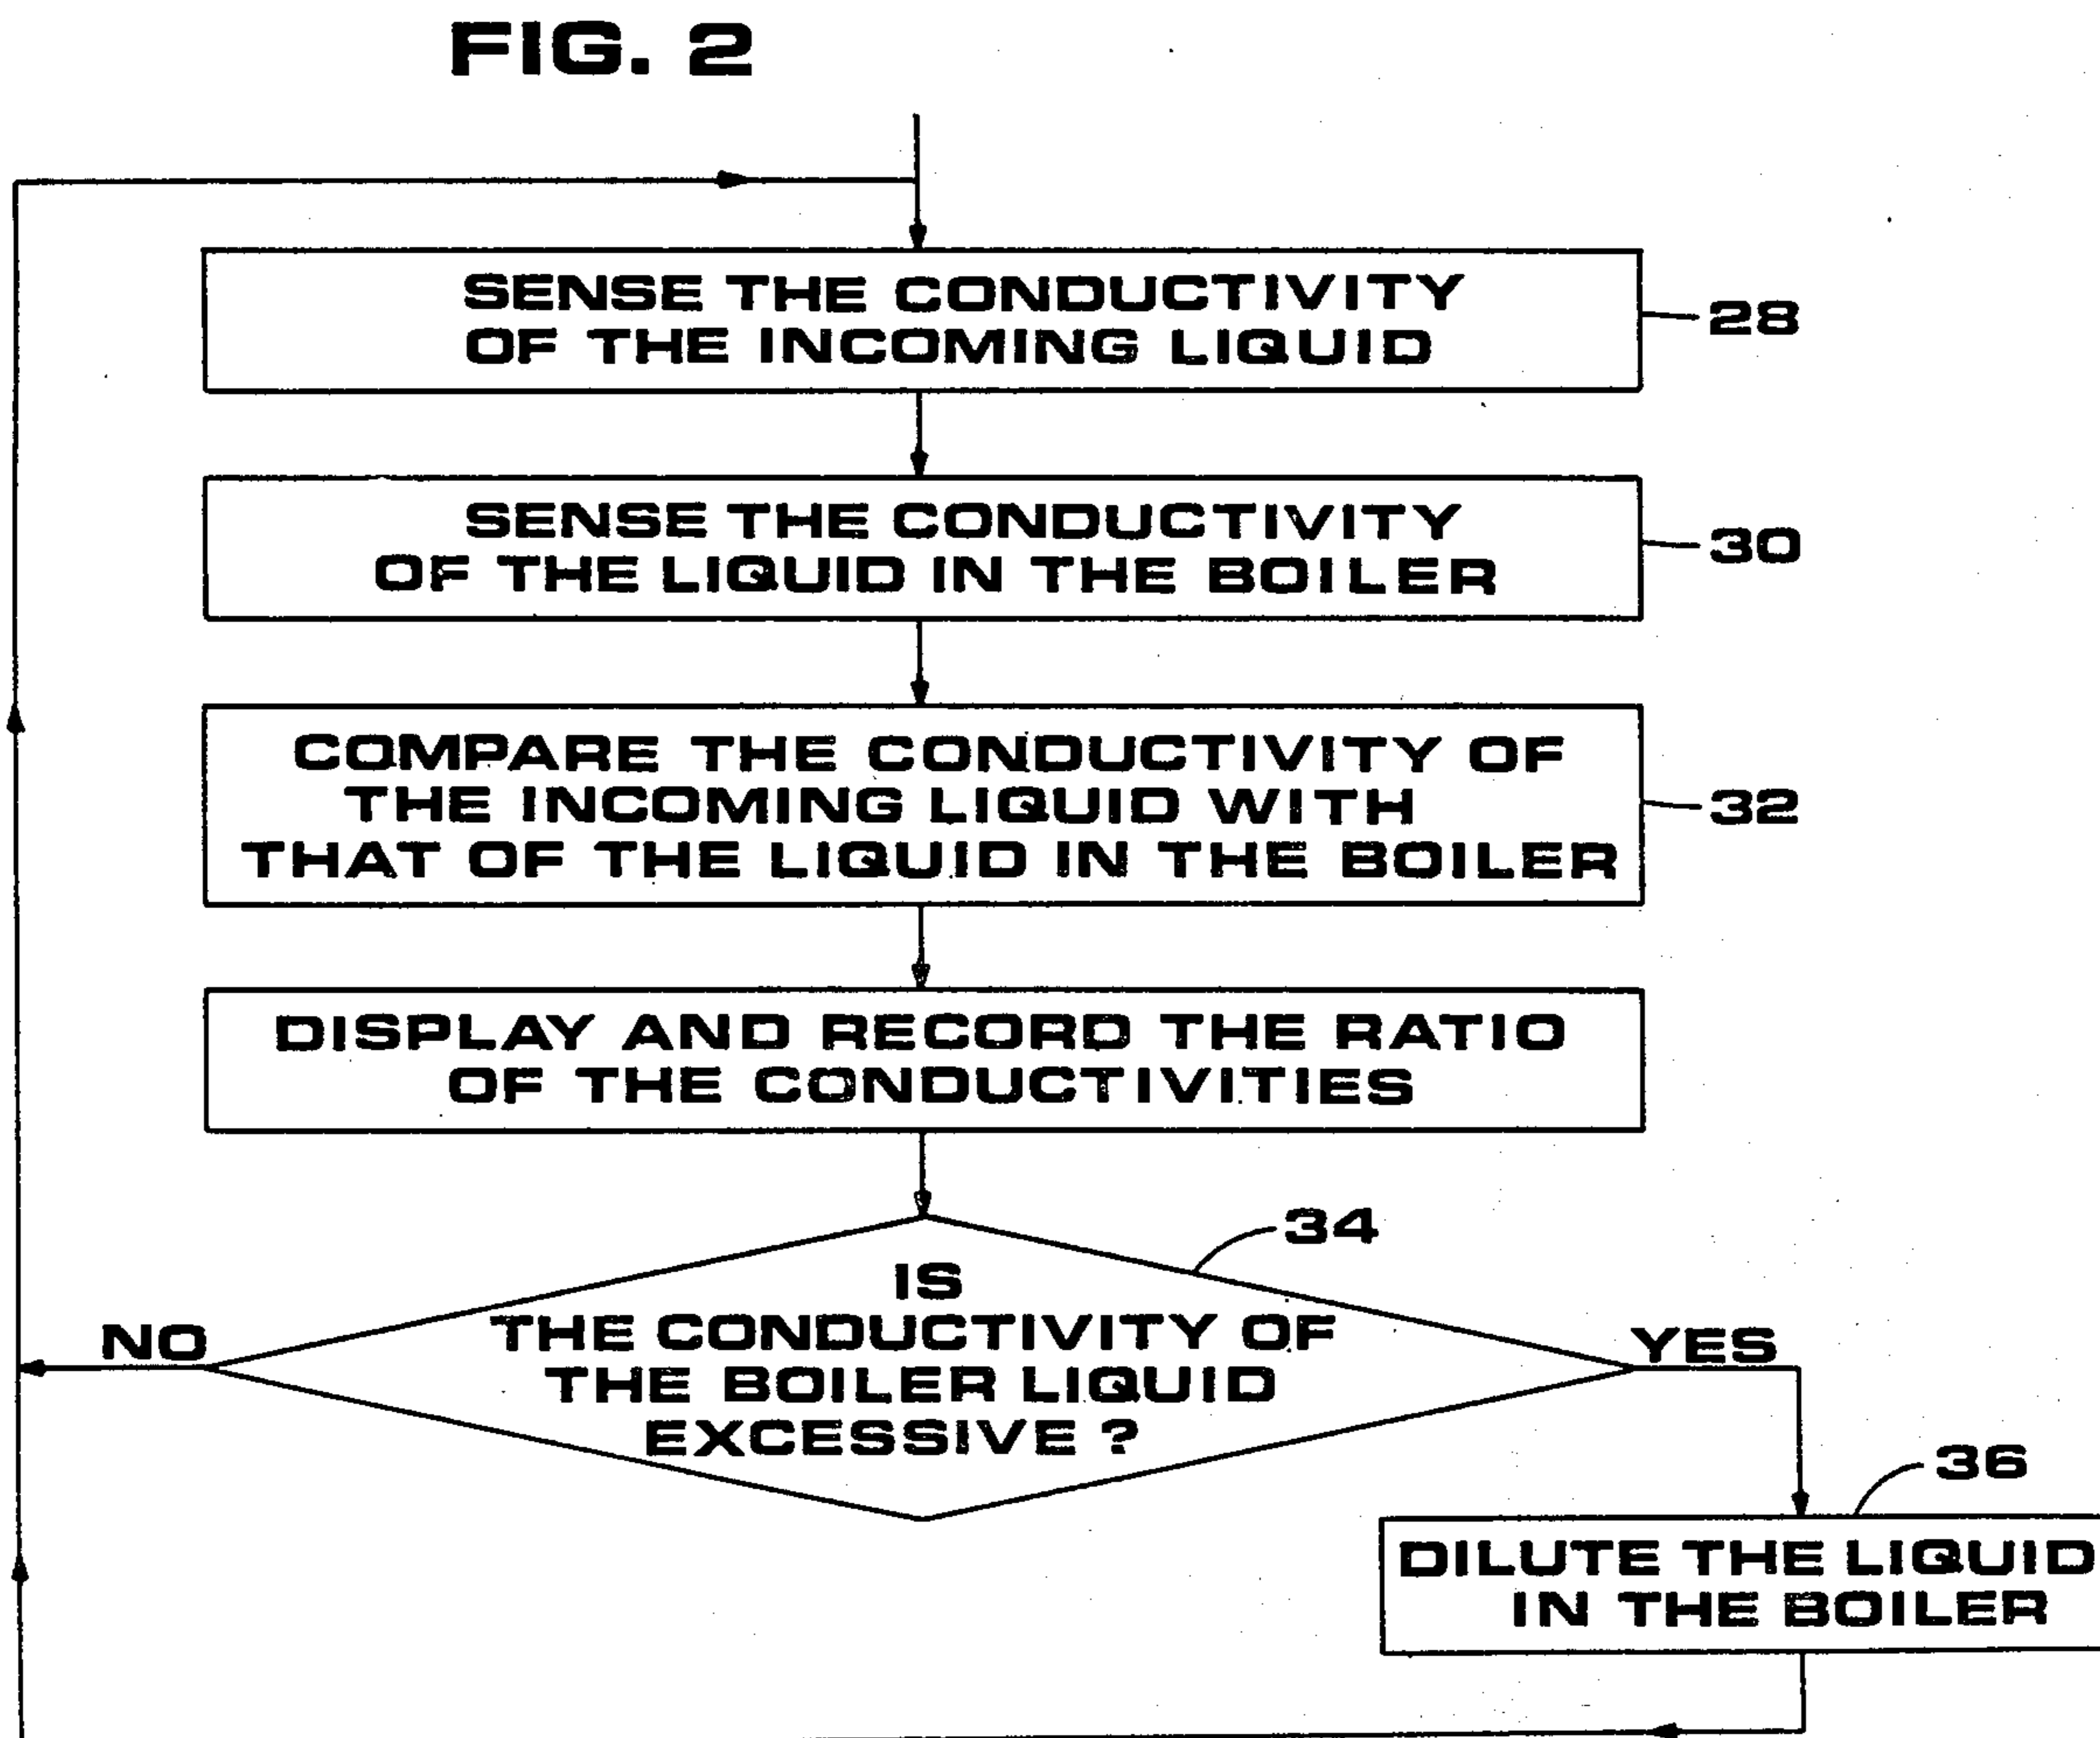 FIG. 2
SENSE THE CONDUCTIVITY
OF THE INCOMING LIQUID
28
SENSE THE CONDUCTIVITY
OF THE LIQUID IN THE BOILER
30
COMPARE THE CONDUCTIVITY OF
THE INCOMING LIQUID WITH
THAT OF THE LIQUID IN THE BOILER
32
DISPLAY AND RECORD THE RATIO
OF THE CONDUCTIVITIES
34
IS
THE CONDUCTIVITY OF
THE BOILER LIQUID
EXCESSIVE ?
NO
YES
36
DILUTE THE LIQUID
IN THE BOILER